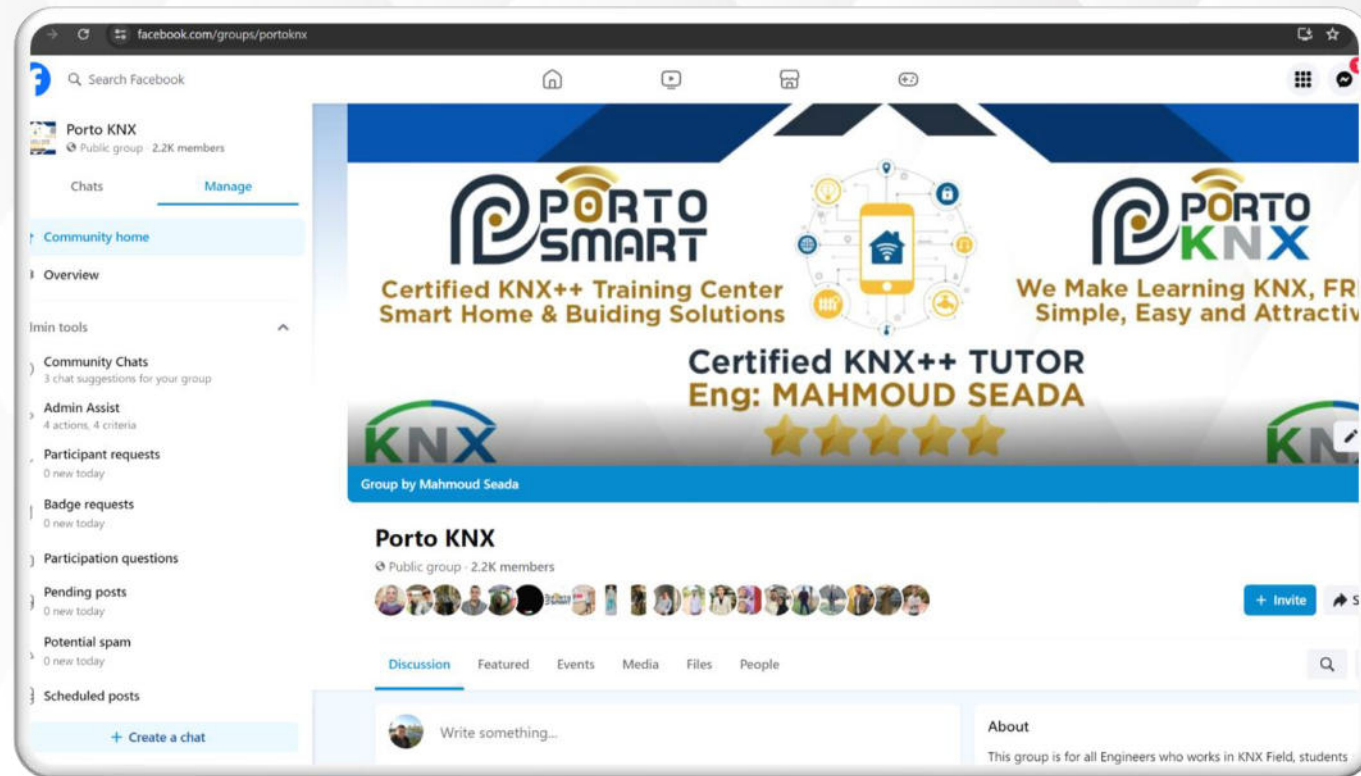 facebook.com/groups/portoknx
Search Facebook
Porto KNX
Public group · 2.2K members
Chats
Manage
Community home
Overview
min tools
Community Chats
3 chat suggestions for your group
Admin Assist
4 actions, 4 criteria
Participant requests
0 new today
Badge requests
0 new today
Participation questions
Pending posts
0 new today
Potential spam
0 new today
Scheduled posts
+ Create a chat
PORTO
SMART
Certified KNX++ Training Center
Smart Home & Buiding Solutions
PORTO
KNX
We Make Learning KNX, FR
Simple, Easy and Attractiv
Certified KNX++ TUTOR
Eng: MAHMOUD SEADA
KNX
KN
Group by Mahmoud Seada
Porto KNX
Public group · 2.2K members
+ Invite
S
Discussion
Featured
Events
Media
Files
People
Write something...
About
This group is for all Engineers who works in KNX Field, students